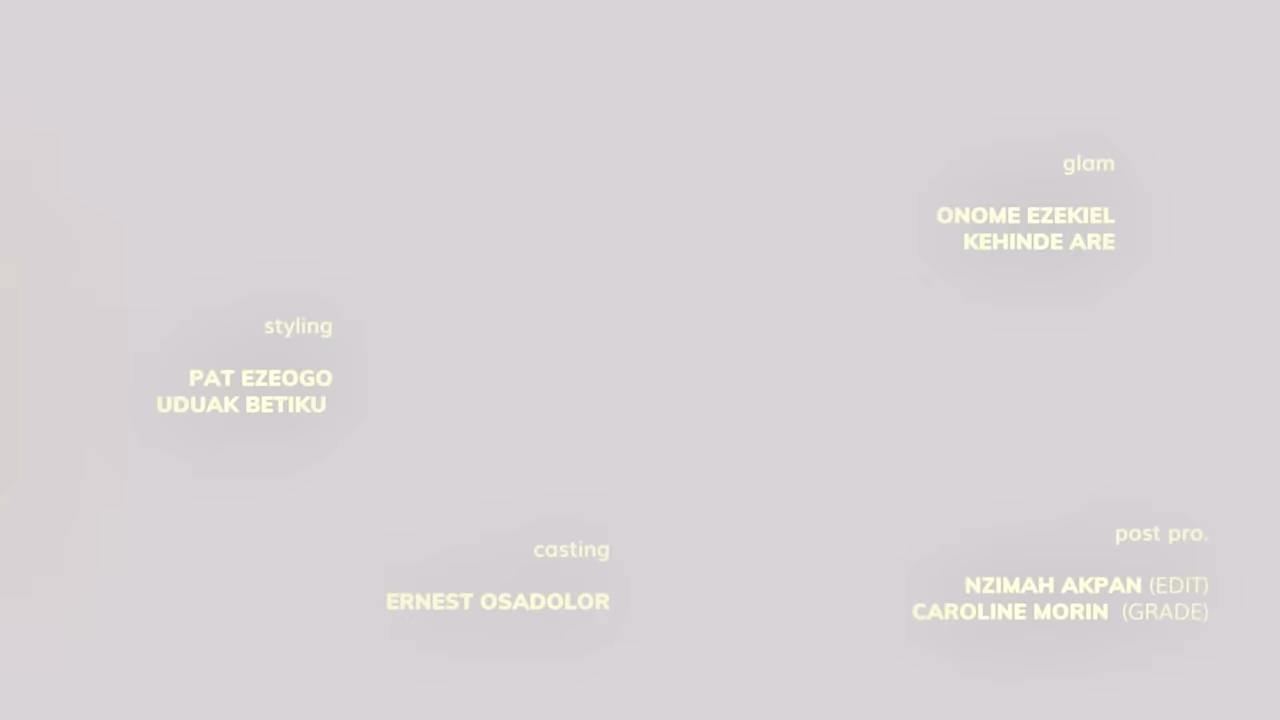 glam
ONOME EZEKIEL
KEHINDE ARE
styling
PAT EZEOGO
UDUAK BETIKU
casting
ERNEST OSADOLOR
post pro.
NZIMAH AKPAN (EDIT)
CAROLINE MORIN (GRADE)